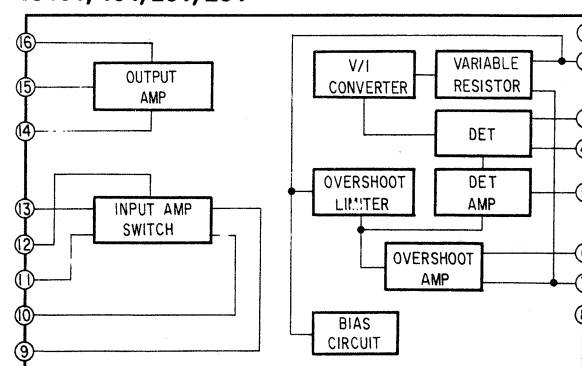 16
15
14
OUTPUT
AMP
13
12
11
10
9
INPUT AMP
SWITCH
V/I
CONVERTER
VARIABLE
RESISTOR
DET
OVERSHOOT
LIMITER
DET
AMP
OVERSHOOT
AMP
BIAS
CIRCUIT